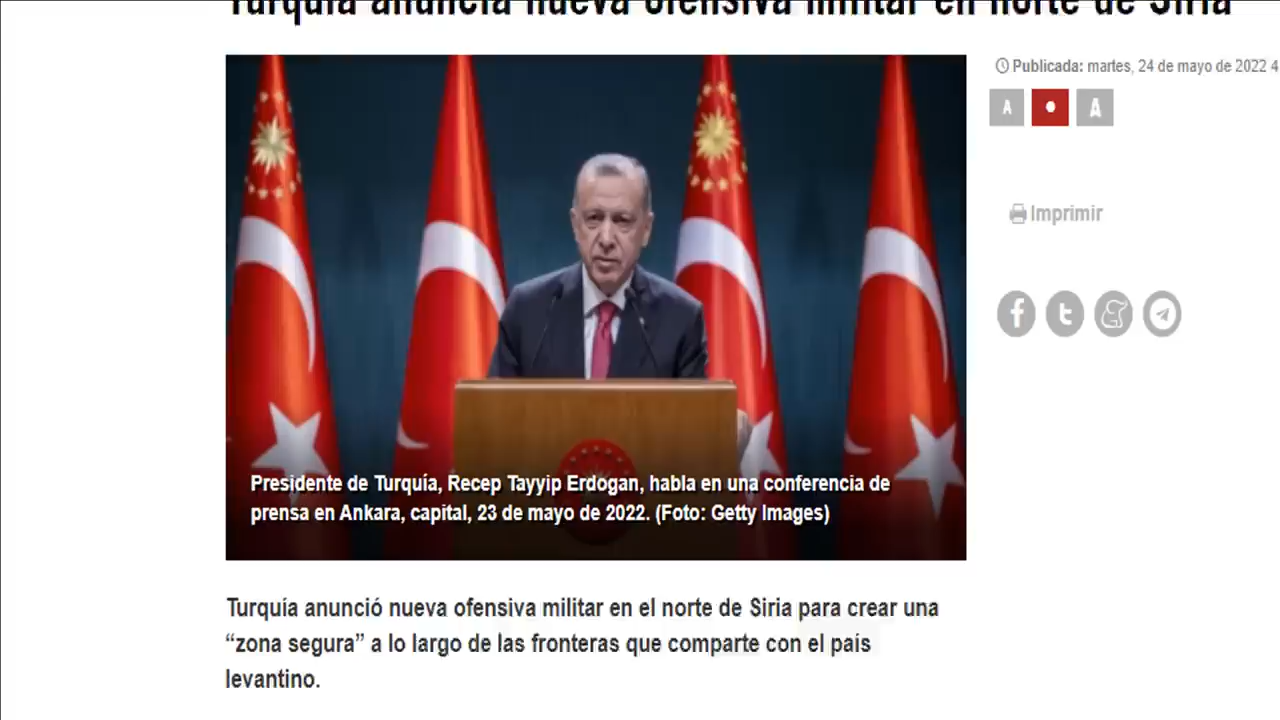 Turquía anuncia nueva ofensiva militar en norte de Siria
Publicada: martes, 24 de mayo de 2022 4
A A
Imprimir
Presidente de Turquía, Recep Tayyip Erdogan, habla en una conferencia de
prensa en Ankara, capital, 23 de mayo de 2022. (Foto: Getty Images)
Turquía anunció nueva ofensiva militar en el norte de Siria para crear una
“zona segura” a lo largo de las fronteras que comparte con el país
levantino.